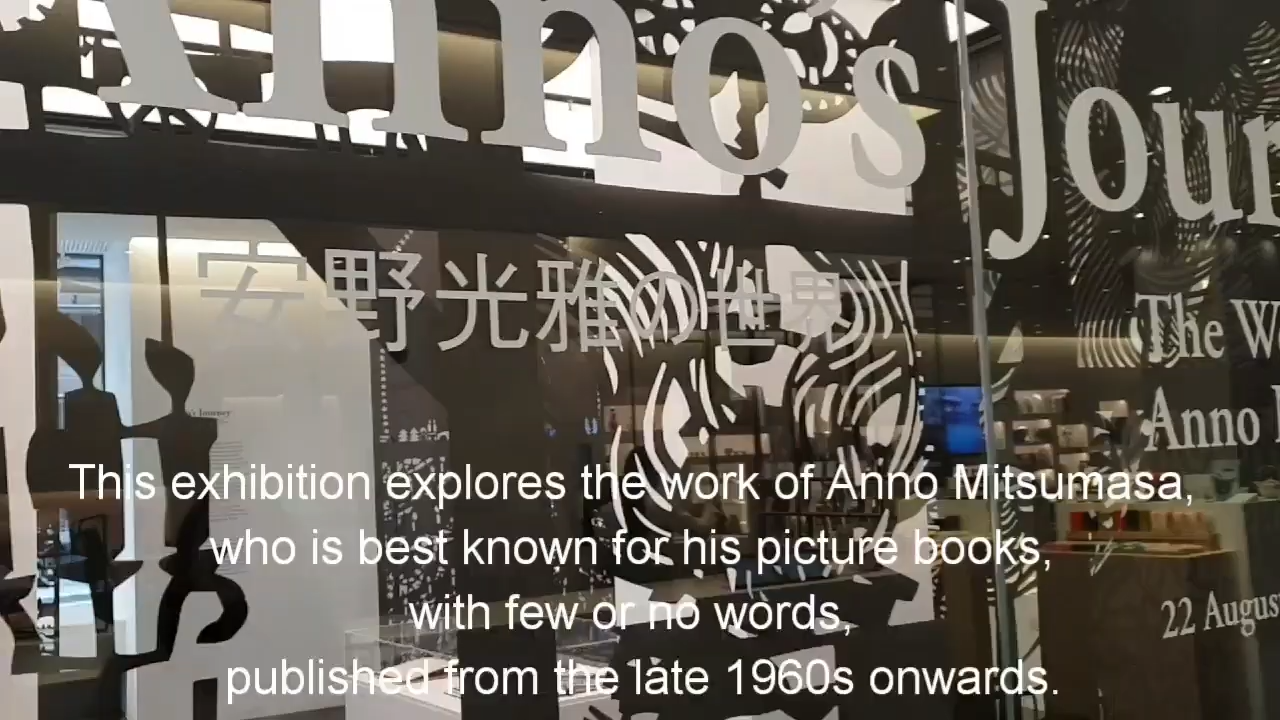 Anno's Jour
安野光雅の世界
The W
Anno
This exhibition explores the work of Anno Mitsumasa,
who is best known for his picture books,
with few or no words,
22 Augus
published from the late 1960s onwards.